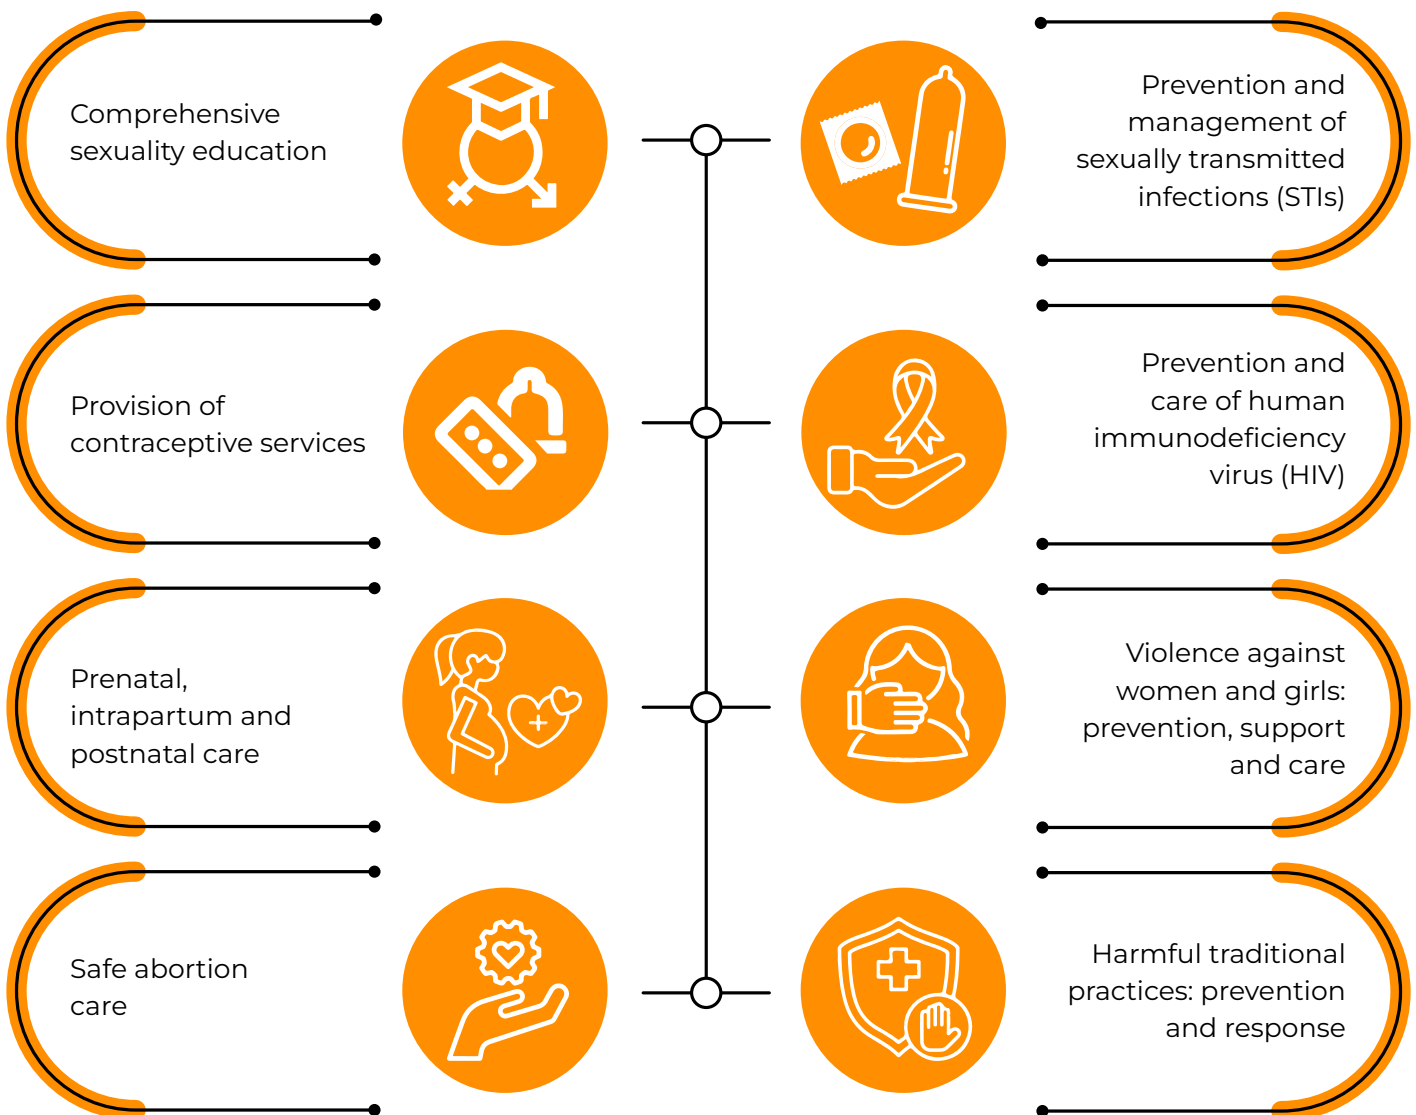 Comprehensive
sexuality education
Prevention and
management of
sexually transmitted
infections (STIs)
Provision of
contraceptive services
Prevention and
care of human
immunodeficiency
virus (HIV)
Prenatal,
intrapartum and
postnatal care
Violence against
women and girls:
prevention, support
and care
Safe abortion
care
Harmful traditional
practices: prevention
and response